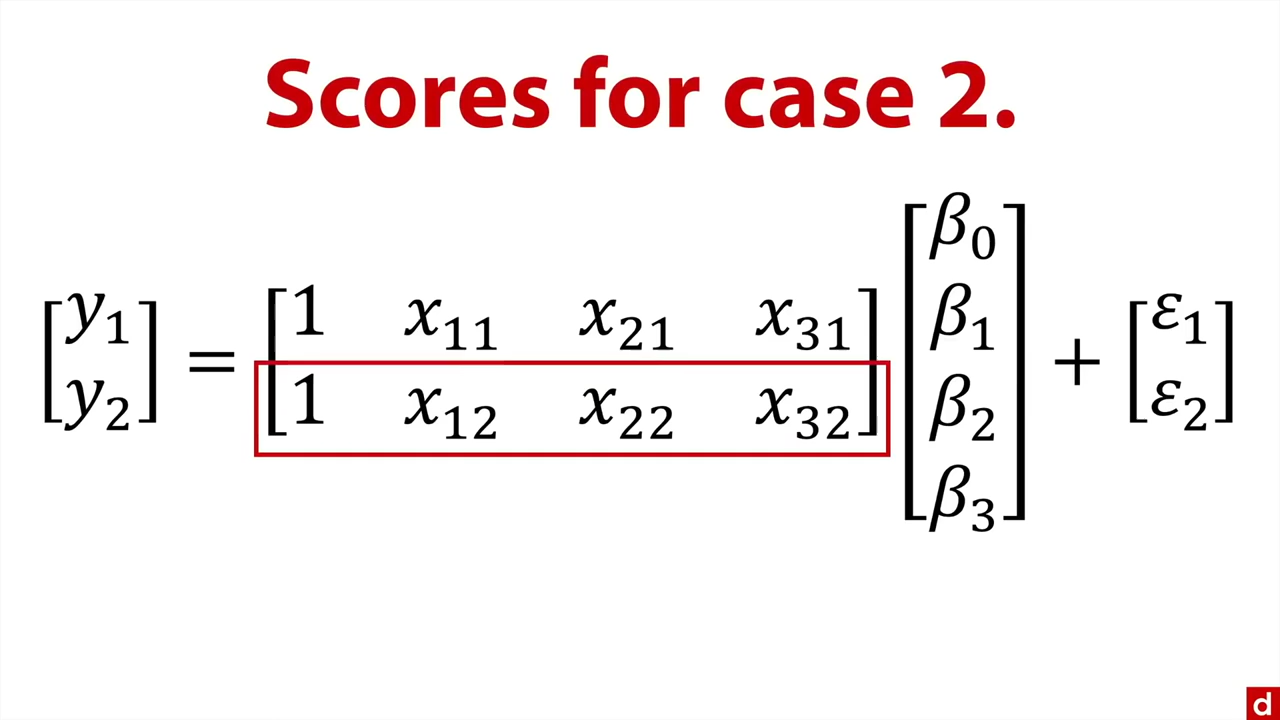 Scores for case 2.
[y₁ y₂] = [1 x₁₁ x₂₁ x₃₁; 1 x₁₂ x₂₂ x₃₂] [β₀ β₁ β₂ β₃] + [ε₁ ε₂]
d